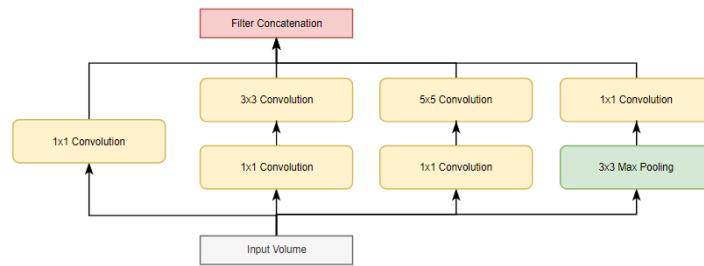 Filter Concatenation
3x3 Convolution
5x5 Convolution
1x1 Convolution
1x1 Convolution
1x1 Convolution
1x1 Convolution
3x3 Max Pooling
Input Volume